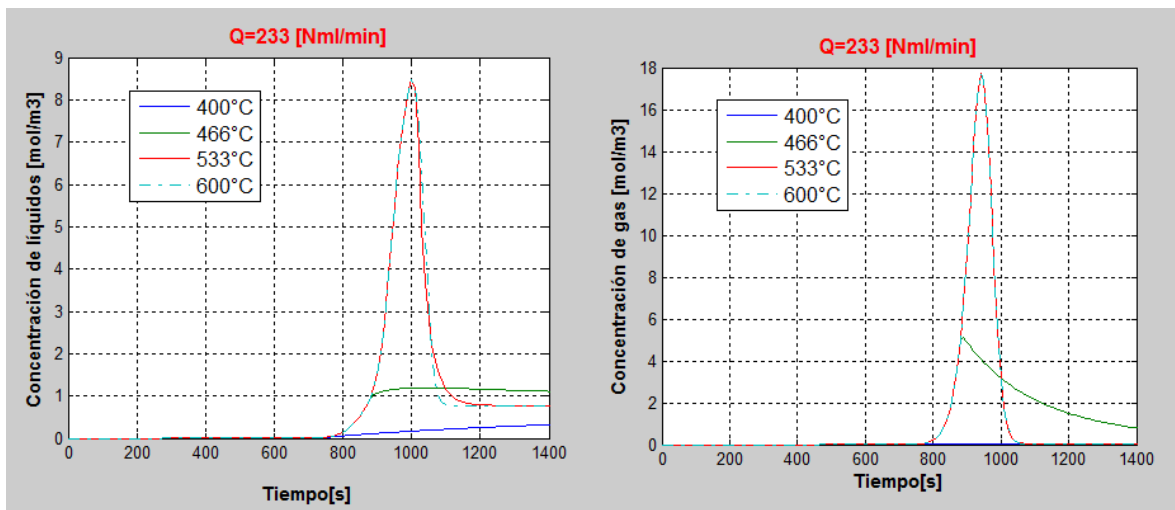 Q=233 [Nml/min]
Concentración de líquidos [mol/m3]
9
8
7
6
5
4
3
2
1
0
400°C
466°C
533°C
600°C
0 200 400 600 800 1000 1200 1400
Tiempo[s]
Q=233 [Nml/min]
Concentración de gas [mol/m3]
18
16
14
12
10
8
6
4
2
0
400°C
466°C
533°C
600°C
0 200 400 600 800 1000 1200 1400
Tiempo[s]